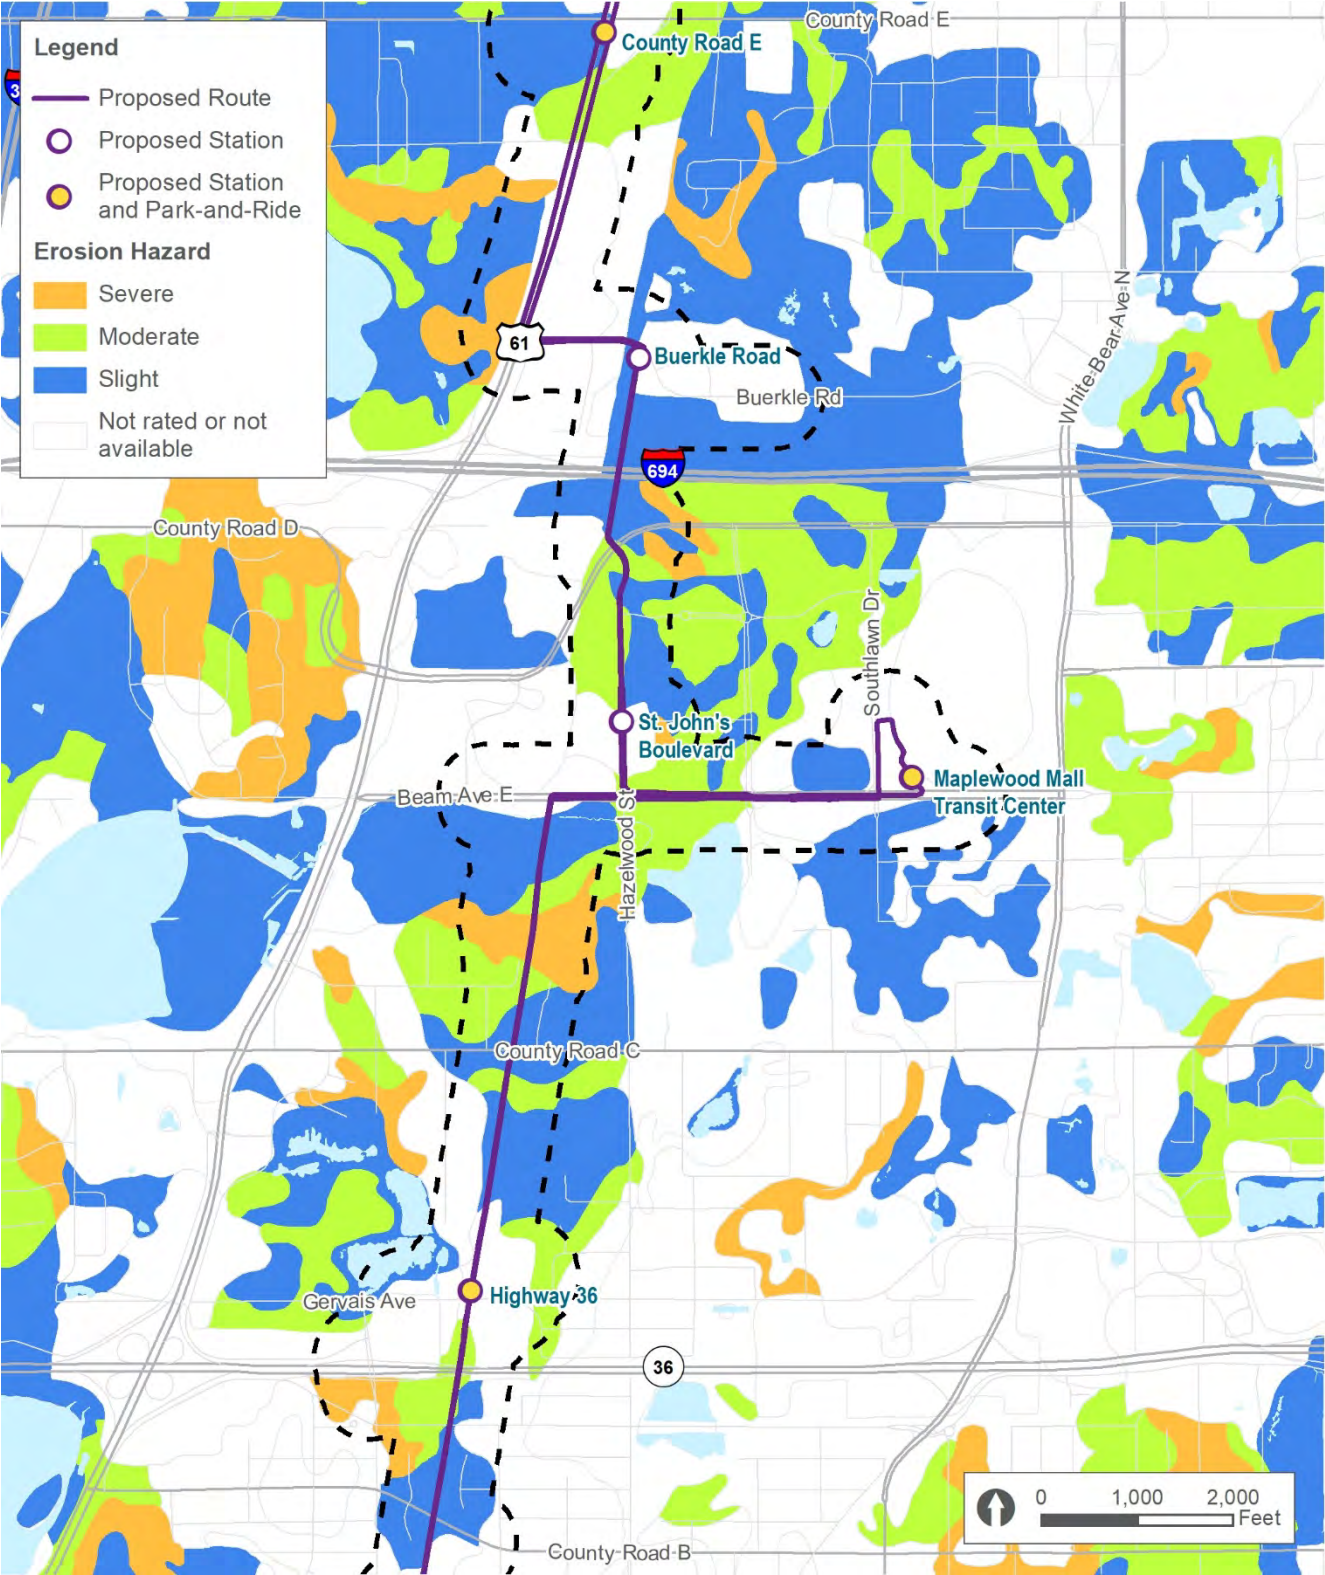 County Road E
County Road E
Legend
Proposed Route
Proposed Station
Proposed Station
and Park-and-Ride
Erosion Hazard
Severe
Moderate
Slight
Not rated or not
available
3
61
Buerkle Road
Buerkle Rd
White Bear Ave N
694
County Road D
Southlawn Dr
St. John's
Boulevard
Maplewood Mall
Transit Center
Beam Ave E
Hazelwood St
County Road C
Gervais Ave
Highway 36
36
0 1,000 2,000
Feet
County Road B